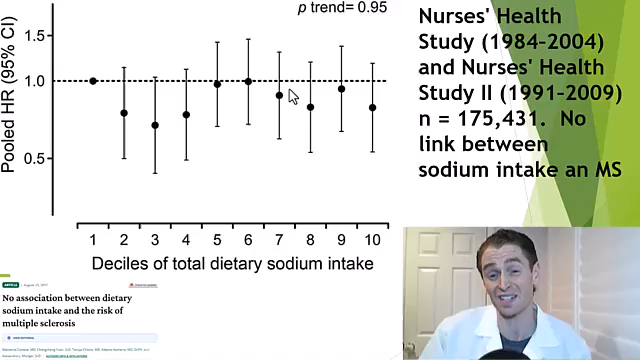 p trend= 0.95
Pooled HR (95% CI)
1.5
1.0
0.5
1 2 3 4 5 6 7 8 9 10
Deciles of total dietary sodium intake
Nurses' Health
Study (1984–2004)
and Nurses' Health
Study II (1991–2009)
n = 175,431. No
link between
sodium intake an MS
ARTICLE
No association between dietary
sodium intake and the risk of
multiple sclerosis